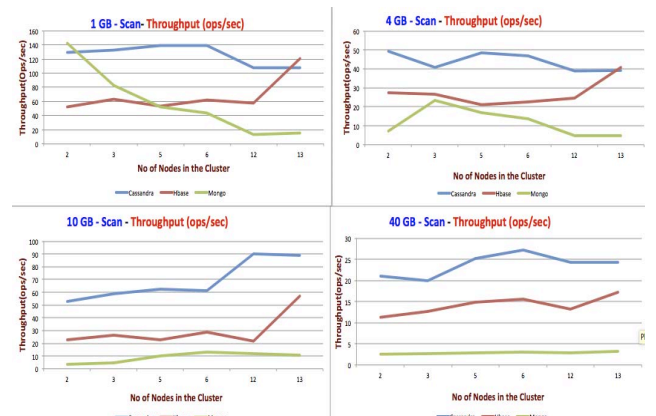 1 GB - Scan- Throughput (ops/sec)
Throughput(Ops/sec)
160
140
120
100
80
60
40
20
0
2 3 5 6 12 13
No of Nodes in the Cluster
Cassandra Hbase Mongo
4 GB - Scan - Throughput (ops/sec)
Throughput(ops/sec)
60
50
40
30
20
10
0
2 3 5 6 12 13
No of Nodes in the Cluster
Cassandra Hbase Mongo
10 GB - Scan - Throughput (ops/sec)
Throughput(ops/sec)
100
90
80
70
60
50
40
30
20
10
0
2 3 5 6 12 13
No of Nodes in the Cluster
40 GB - Scan - Throughput (ops/sec)
Throughput(ops/sec)
30
25
20
15
10
5
0
2 3 5 6 12 13
No of Nodes in the Cluster